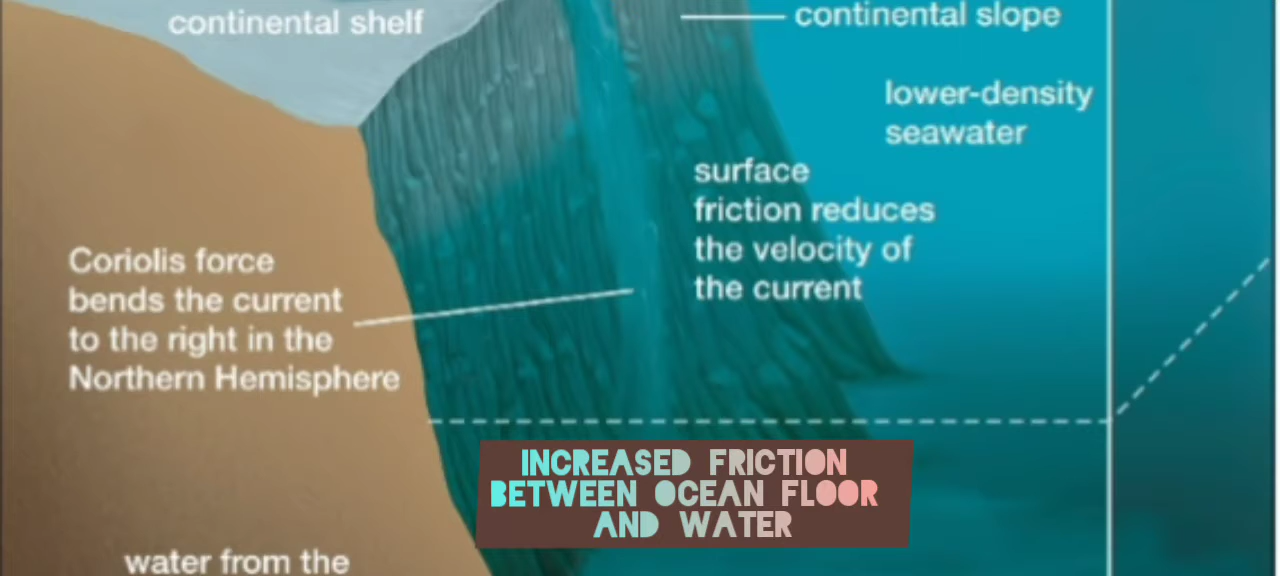 continental shelf
continental slope
lower-density
seawater
surface
friction reduces
the velocity of
the current
Coriolis force
bends the current
to the right in the
Northern Hemisphere
INCREASED FRICTION
BETWEEN OCEAN FLOOR
AND WATER
water from the